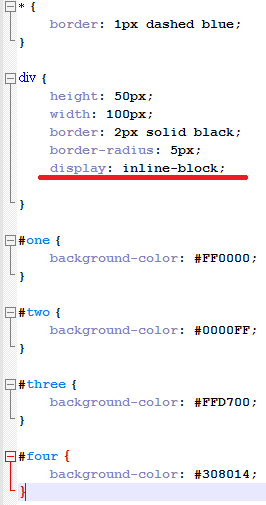 * {
border: 1px dashed blue;
}
div {
height: 50px;
width: 100px;
border: 2px solid black;
border-radius: 5px;
display: inline-block;
}
#one {
background-color: #FF0000;
}
#two {
background-color: #0000FF;
}
#three {
background-color: #FFD700;
}
#four {
background-color: #308014;
}